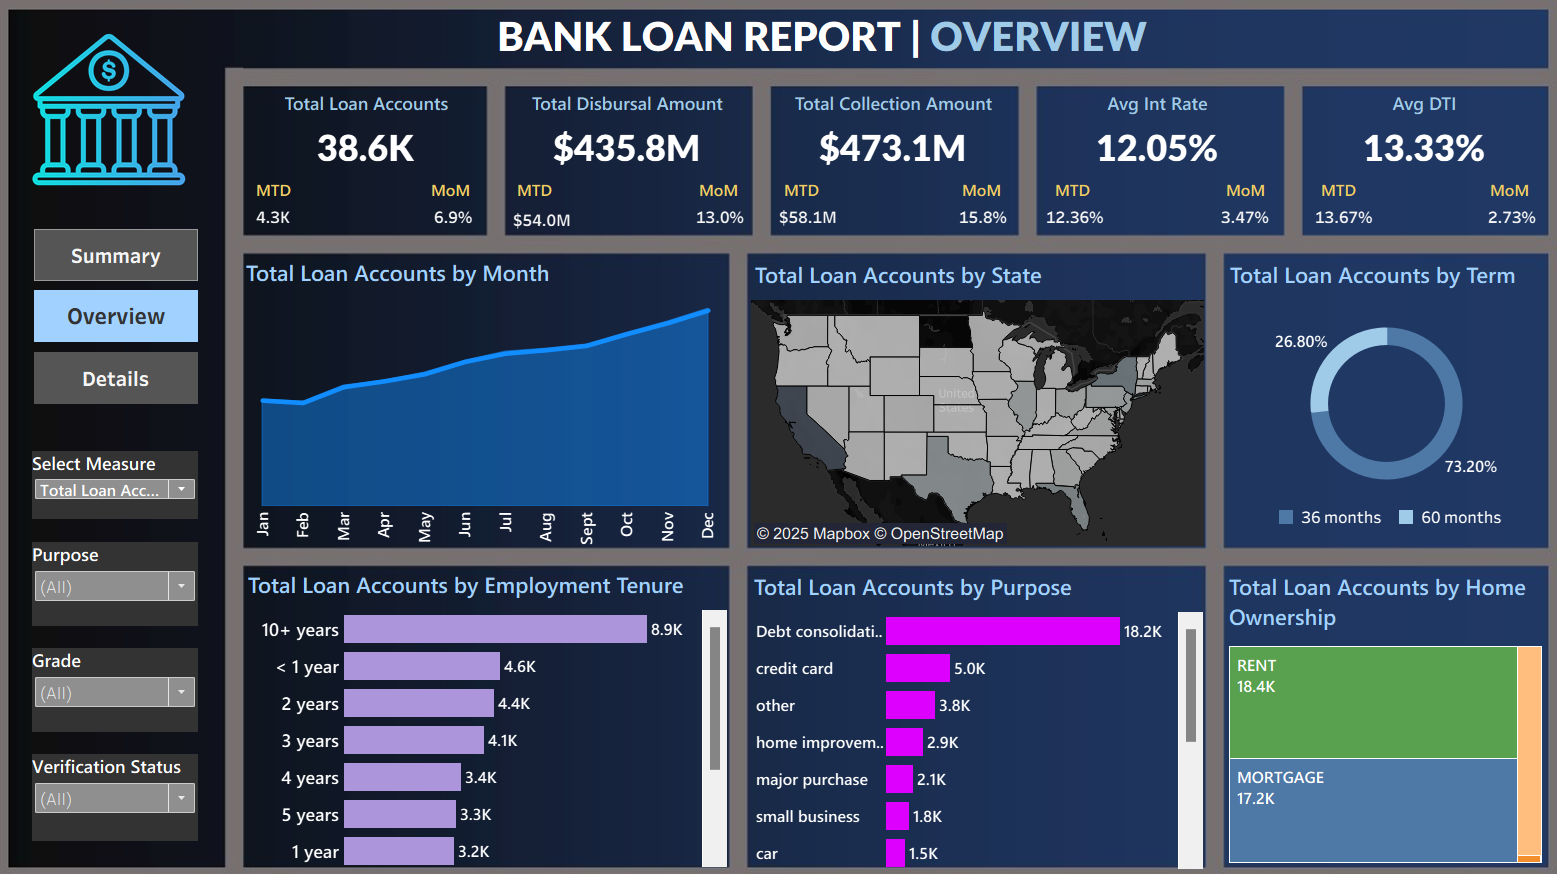 BANK LOAN REPORT | OVERVIEW
$
Summary
Overview
Details
Select Measure
Total Loan Acc...
Purpose
(All)
Grade
(All)
Verification Status
(All)
Total Loan Accounts
38.6K
MTD MoM
4.3K 6.9%
Total Disbursal Amount
$435.8M
MTD MoM
$54.0M 13.0%
Total Collection Amount
$473.1M
MTD MoM
$58.1M 15.8%
Avg Int Rate
12.05%
MTD MoM
12.36% 3.47%
Avg DTI
13.33%
MTD MoM
13.67% 2.73%
Total Loan Accounts by Month
Jan Feb Mar Apr May Jun Jul Aug Sept Oct Nov Dec
Total Loan Accounts by State
United
States
© 2025 Mapbox © OpenStreetMap
Total Loan Accounts by Term
26.80%
73.20%
36 months 60 months
Total Loan Accounts by Employment Tenure
10+ years 8.9K
< 1 year 4.6K
2 years 4.4K
3 years 4.1K
4 years 3.4K
5 years 3.3K
1 year 3.2K
Total Loan Accounts by Purpose
Debt consolidati.. 18.2K
credit card 5.0K
other 3.8K
home improvem.. 2.9K
major purchase 2.1K
small business 1.8K
car 1.5K
Total Loan Accounts by Home
Ownership
RENT
18.4K
MORTGAGE
17.2K